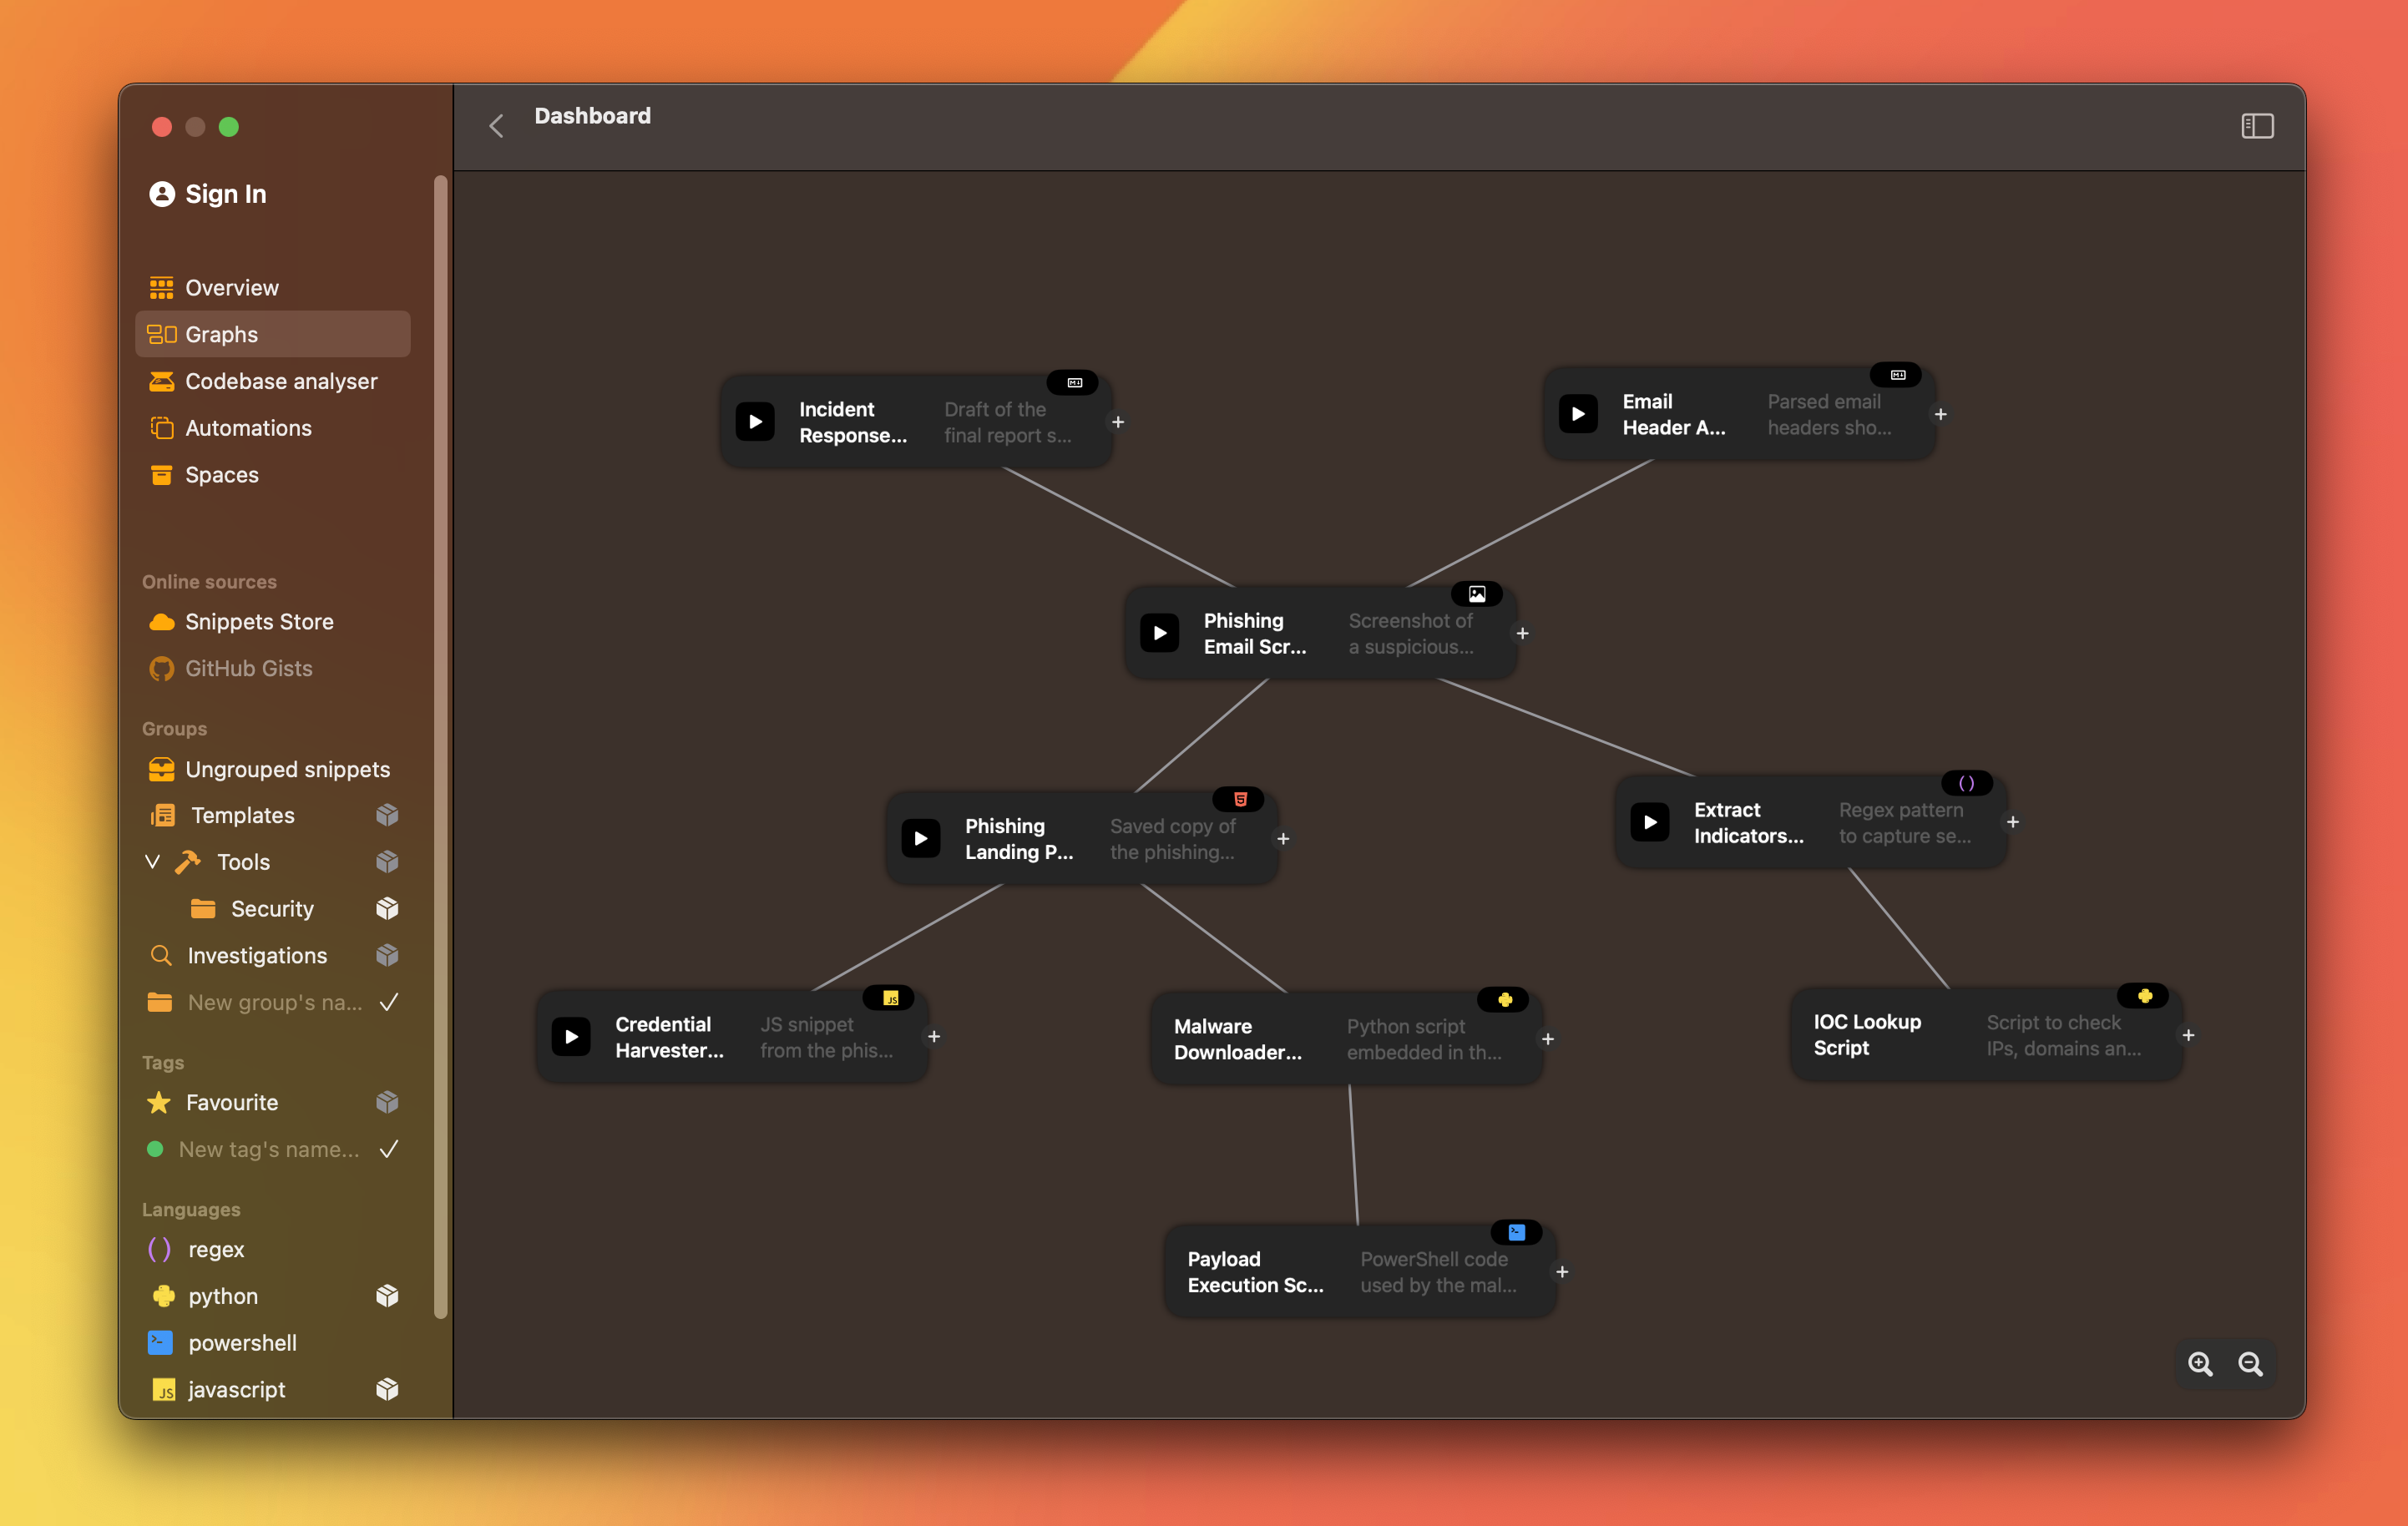 Sign In
Overview
Graphs
Codebase analyser
Automations
Spaces
Online sources
Snippets Store
GitHub Gists
Groups
Ungrouped snippets
Templates
Tools
Security
Investigations
New group's na...
Tags
Favourite
New tag's name...
Languages
regex
python
powershell
JS javascript
Dashboard
Incident
Response...
Draft of the
final report s...
Email
Header A...
Parsed email
headers sho...
Phishing
Email Scr...
Screenshot of
a suspicious...
Phishing
Landing P...
Saved copy of
the phishing...
Extract
Indicators...
Regex pattern
to capture se...
( )
Credential
Harvester...
JS snippet
from the phis...
JS
Malware
Downloader...
Python script
embedded in th...
IOC Lookup
Script
Script to check
IPs, domains an...
Payload
Execution Sc...
PowerShell code
used by the mal...